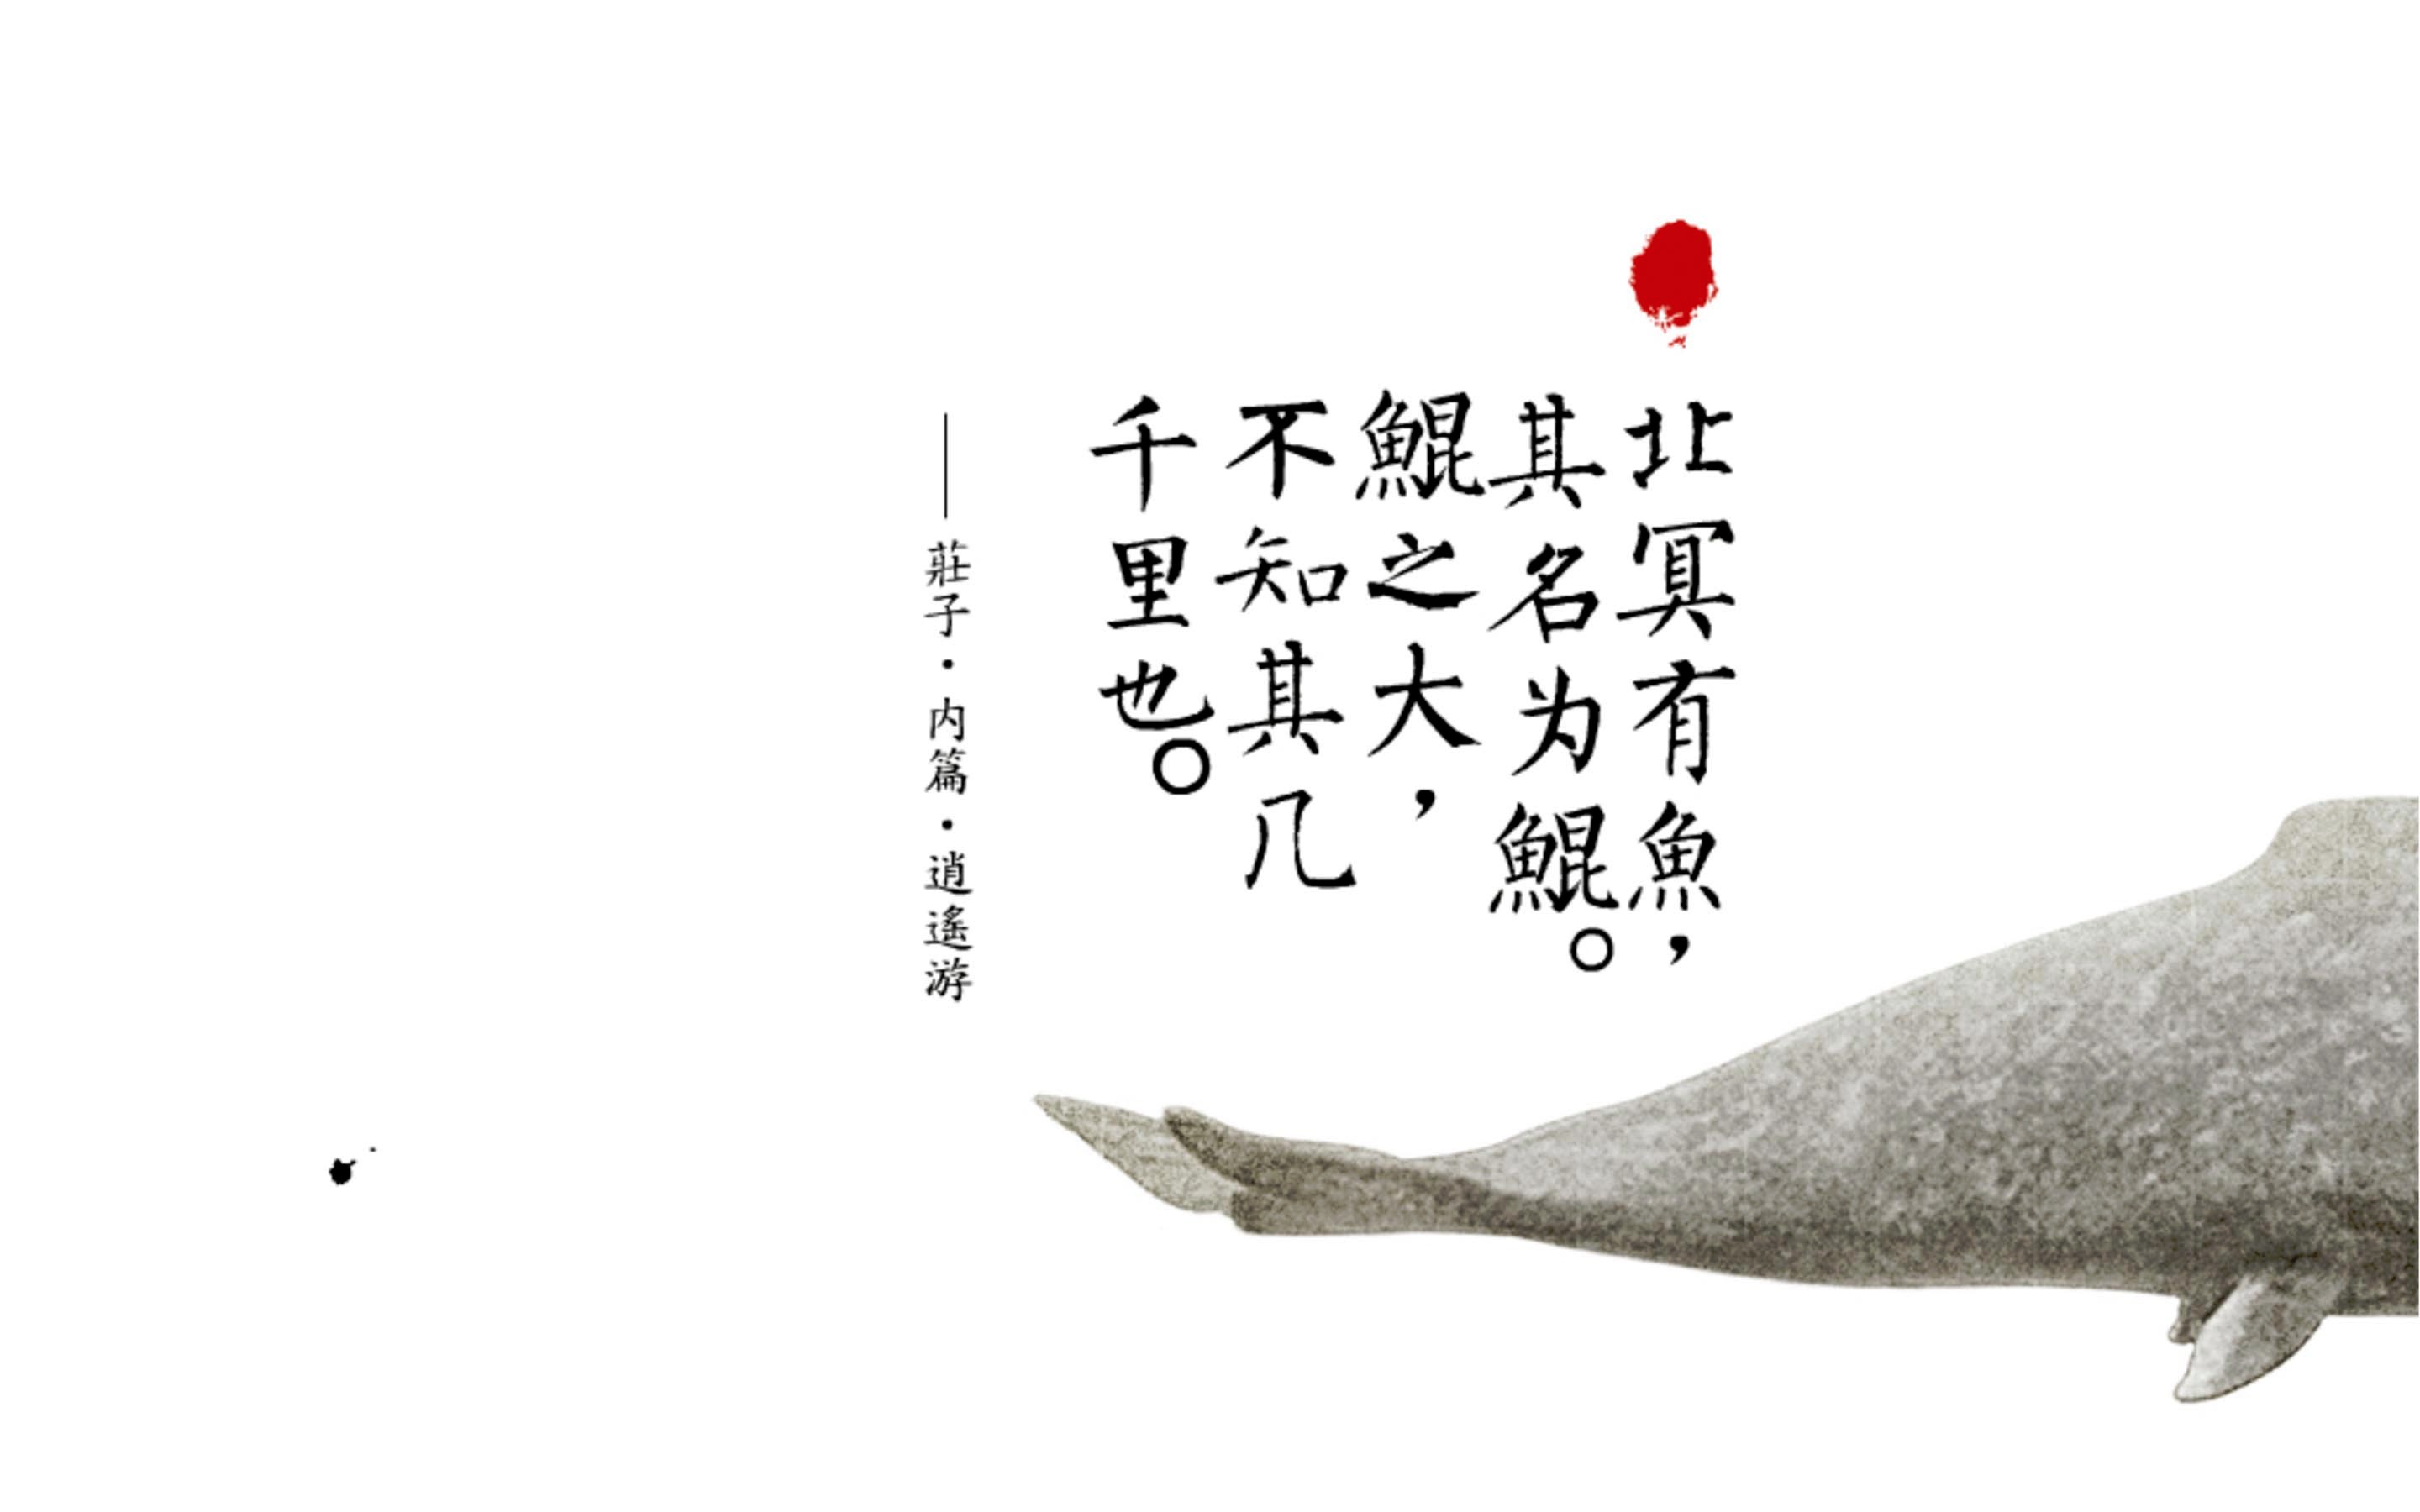 北冥有魚，
其名为鯤。
鯤之大，
不知其几
千里也。
——莊子·内篇·逍遙游